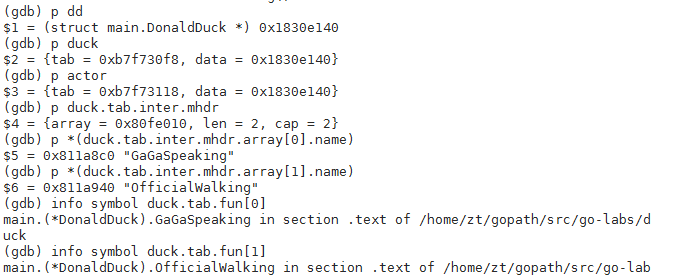 (gdb) p dd
$1 = (struct main.DonaldDuck *) 0x1830e140
(gdb) p duck
$2 = {tab = 0xb7f730f8, data = 0x1830e140}
(gdb) p actor
$3 = {tab = 0xb7f73118, data = 0x1830e140}
(gdb) p duck.tab.inter.mhdr
$4 = {array = 0x80fe010, len = 2, cap = 2}
(gdb) p *(duck.tab.inter.mhdr.array[0].name)
$5 = 0x811a8c0 "GaGaSpeaking"
(gdb) p *(duck.tab.inter.mhdr.array[1].name)
$6 = 0x811a940 "OfficialWalking"
(gdb) info symbol duck.tab.fun[0]
main.(*DonaldDuck).GaGaSpeaking in section .text of /home/zt/gopath/src/go-labs/d
uck
(gdb) info symbol duck.tab.fun[1]
main.(*DonaldDuck).OfficialWalking in section .text of /home/zt/gopath/src/go-lab